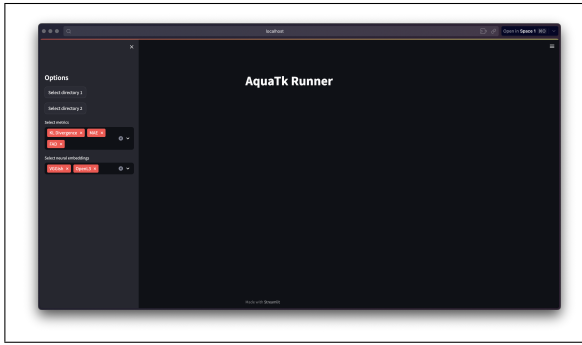 localhost
Open in Space 1
Options
AquaTk Runner
Select directory 1
Select directory 2
Select metrics
KL Divergence ×
MAE ×
FAD ×
Select neural embeddings
VGGish ×
OpenL3 ×
Made with Streamlit